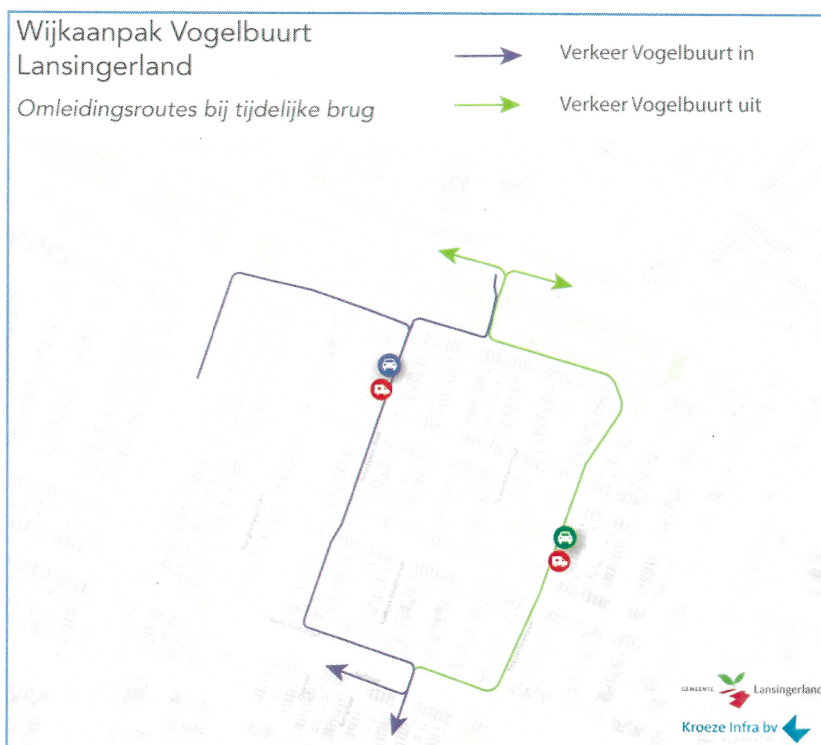 Wijkaanpak Vogelbuurt
Lansingerland
Omleidingsroutes bij tijdelijke brug
Verkeer Vogelbuurt in
Verkeer Vogelbuurt uit
GEMEENTE Lansingerland
Kroeze Infra bv